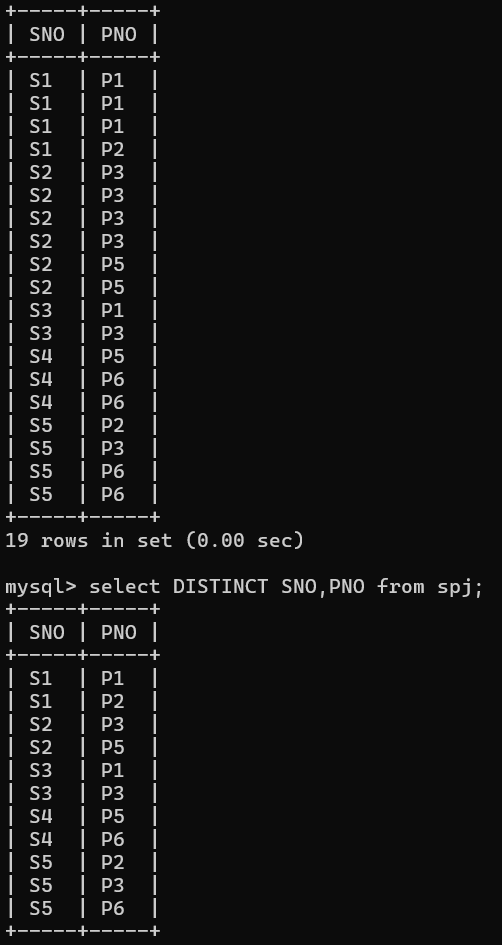 +-----+-----+
| SNO | PNO |
+-----+-----+
| S1  | P1  |
| S1  | P1  |
| S1  | P1  |
| S1  | P2  |
| S2  | P3  |
| S2  | P3  |
| S2  | P3  |
| S2  | P3  |
| S2  | P5  |
| S2  | P5  |
| S3  | P1  |
| S3  | P3  |
| S4  | P5  |
| S4  | P6  |
| S4  | P6  |
| S5  | P2  |
| S5  | P3  |
| S5  | P6  |
| S5  | P6  |
+-----+-----+
19 rows in set (0.00 sec)

mysql> select DISTINCT SNO,PNO from spj;
+-----+-----+
| SNO | PNO |
+-----+-----+
| S1  | P1  |
| S1  | P2  |
| S2  | P3  |
| S2  | P5  |
| S3  | P1  |
| S3  | P3  |
| S4  | P5  |
| S4  | P6  |
| S5  | P2  |
| S5  | P3  |
| S5  | P6  |
+-----+-----+